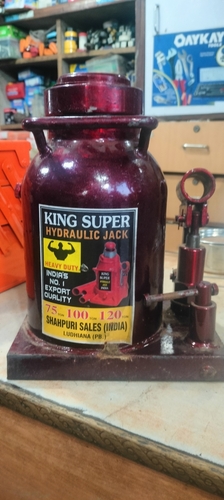 OAYKAY
KING SUPER
HYDRAULIC JACK
HEAVY DUTY
INDIA'S
NO. 1
EXPORT
QUALITY
75 TON 100 TON 120 TON
SHAHPURI SALES (INDIA)
LUDHIANA (PB.)